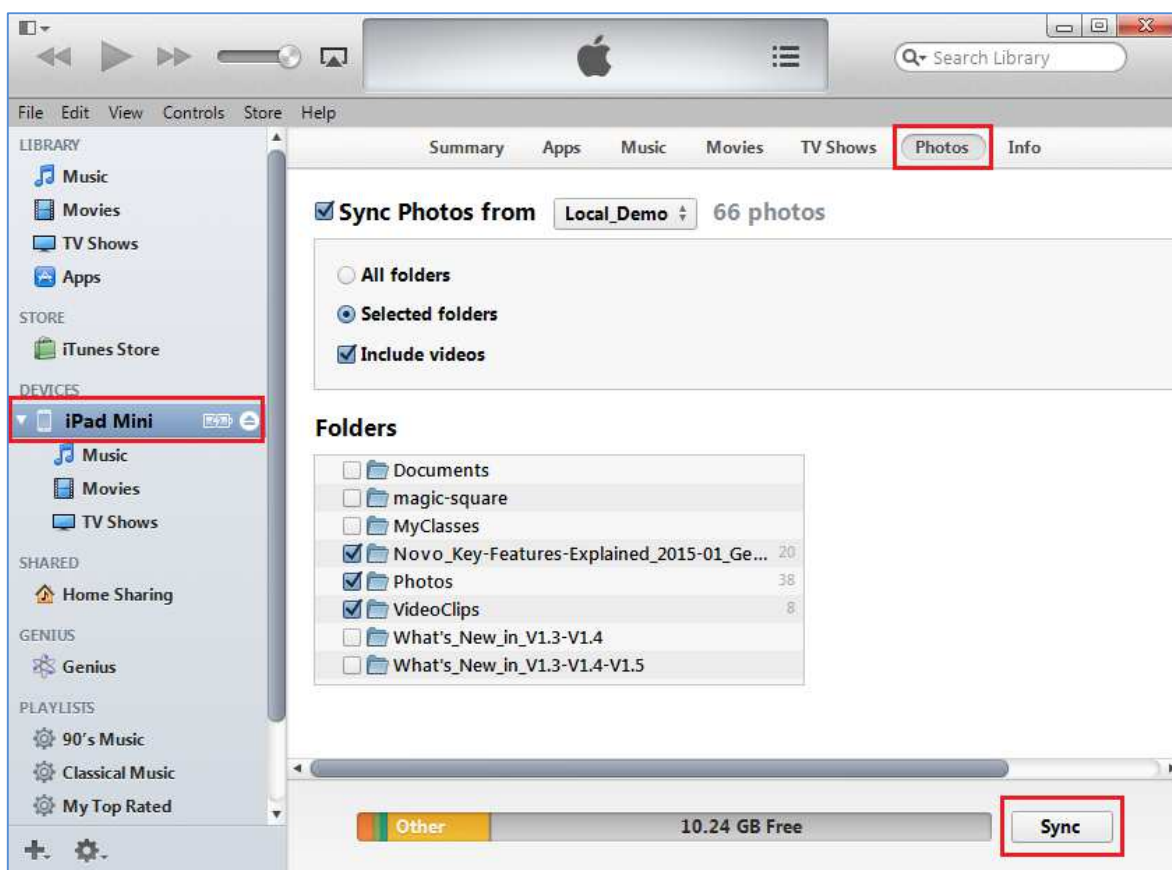 Search Library
File Edit View Controls Store Help
LIBRARY
Music
Movies
TV Shows
Apps
STORE
iTunes Store
DEVICES
iPad Mini
Music
Movies
TV Shows
SHARED
Home Sharing
GENIUS
Genius
PLAYLISTS
90's Music
Classical Music
My Top Rated
Summary Apps Music Movies TV Shows Photos Info
Sync Photos from Local_Demo 66 photos
All folders
Selected folders
Include videos
Folders
Documents
magic-square
MyClasses
Novo_Key-Features-Explained_2015-01_Ge... 20
Photos 38
VideoClips 8
What's_New_in_V1.3-V1.4
What's_New_in_V1.3-V1.4-V1.5
Other 10.24 GB Free Sync